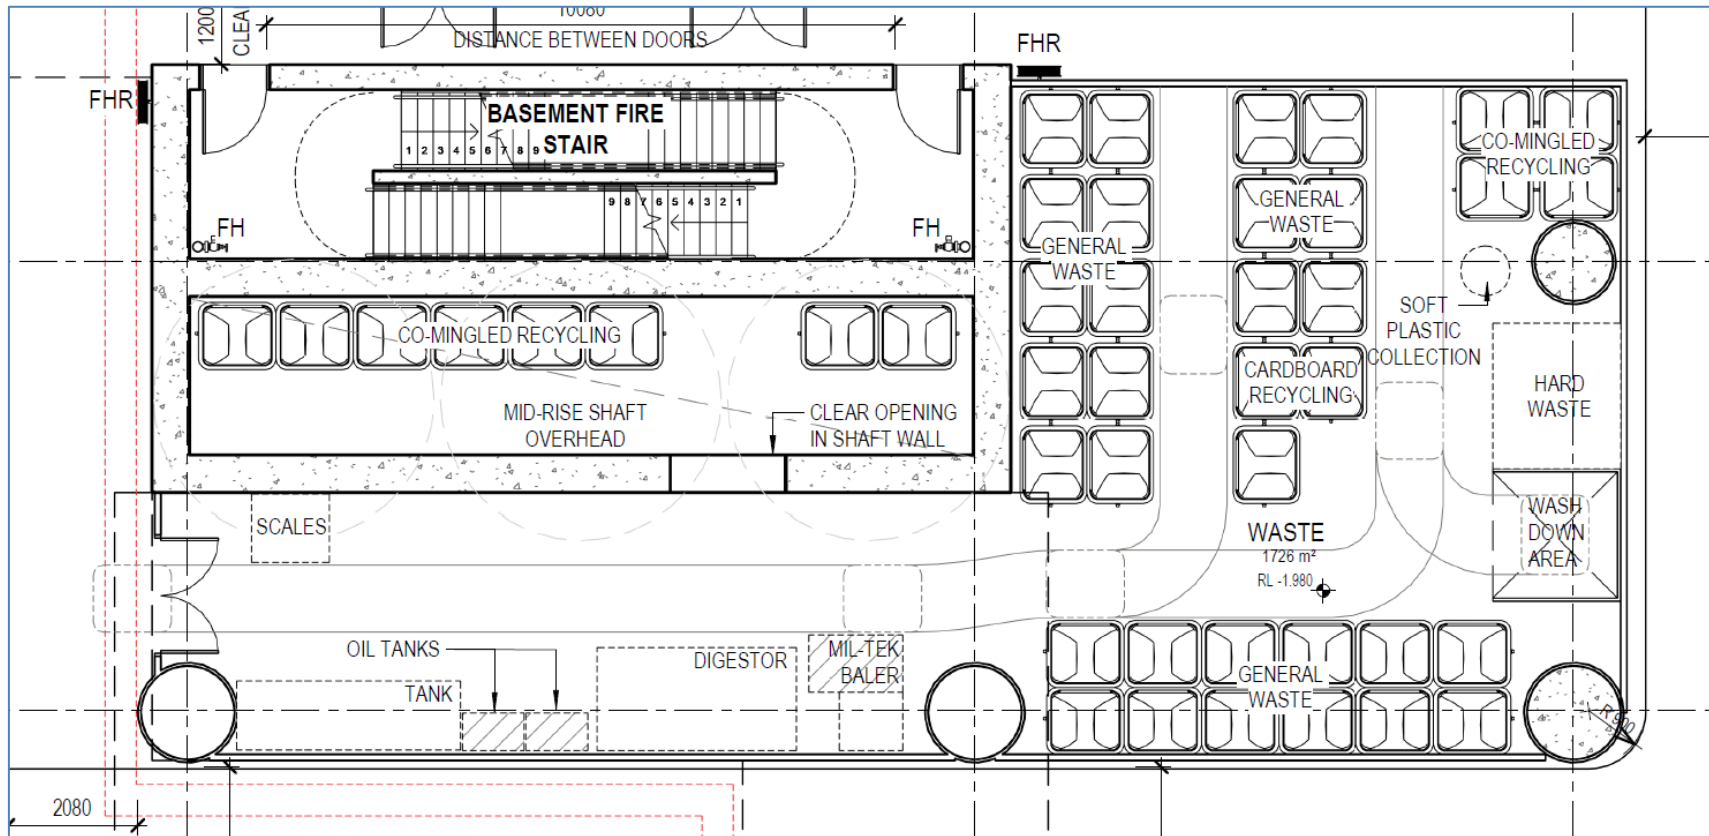 10080
DISTANCE BETWEEN DOORS
1200
CLEA
FHR
FHR
BASEMENT FIRE
STAIR
1 2 3 4 5 6 7 8 9
9 8 7 6 5 4 3 2 1
FH
FH
CO-MINGLED
RECYCLING
GENERAL
WASTE
GENERAL
WASTE
SOFT
PLASTIC
COLLECTION
CO-MINGLED RECYCLING
CARDBOARD
RECYCLING
HARD
WASTE
MID-RISE SHAFT
OVERHEAD
CLEAR OPENING
IN SHAFT WALL
SCALES
WASTE
1726 m²
RL -1.980
WASH
DOWN
AREA
OIL TANKS
DIGESTOR
MIL-TEK
BALER
TANK
GENERAL
WASTE
R 900
2080